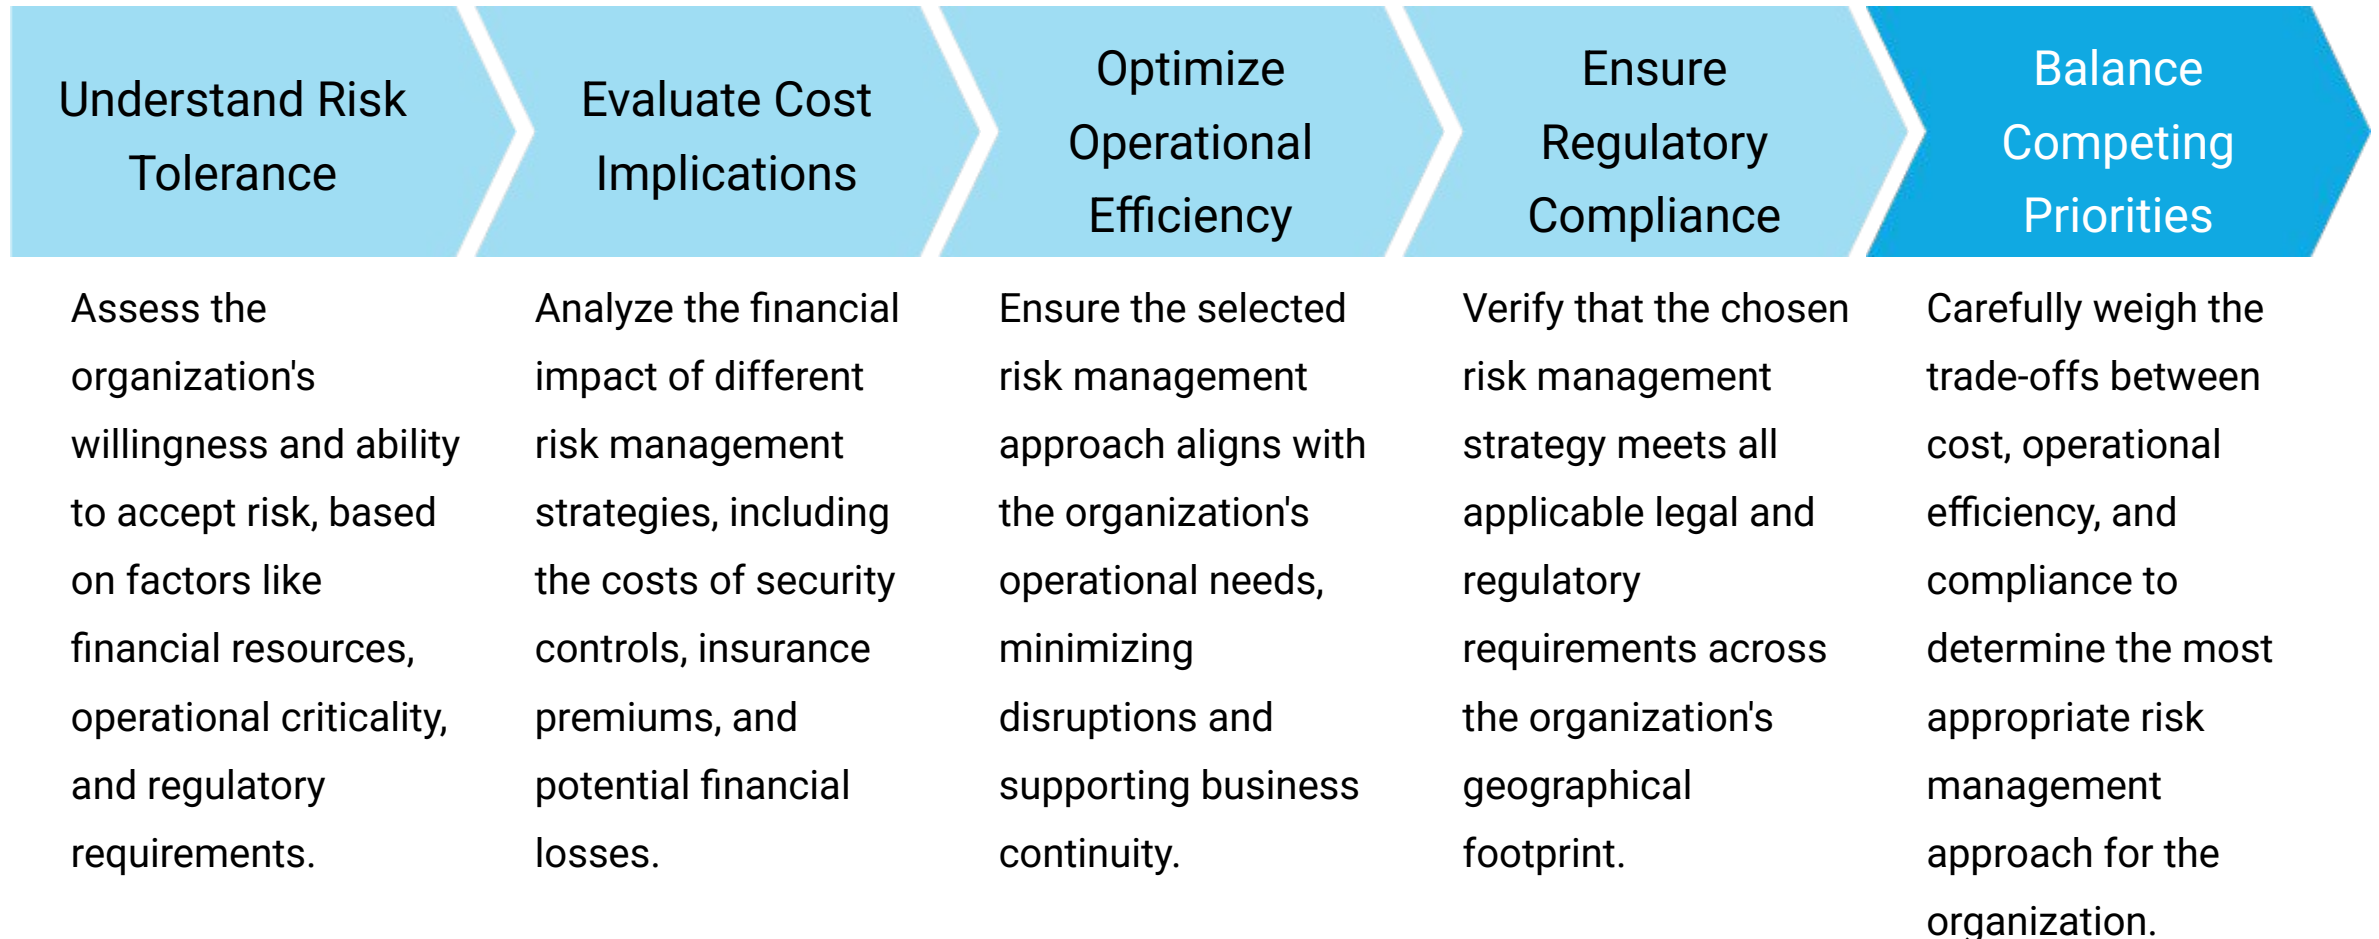 Understand Risk
Tolerance
Evaluate Cost
Implications
Optimize
Operational
Efficiency
Ensure
Regulatory
Compliance
Balance
Competing
Priorities
Assess the
organization's
willingness and ability
to accept risk, based
on factors like
financial resources,
operational criticality,
and regulatory
requirements.
Analyze the financial
impact of different
risk management
strategies, including
the costs of security
controls, insurance
premiums, and
potential financial
losses.
Ensure the selected
risk management
approach aligns with
the organization's
operational needs,
minimizing
disruptions and
supporting business
continuity.
Verify that the chosen
risk management
strategy meets all
applicable legal and
regulatory
requirements across
the organization's
geographical
footprint.
Carefully weigh the
trade-offs between
cost, operational
efficiency, and
compliance to
determine the most
appropriate risk
management
approach for the
organization.